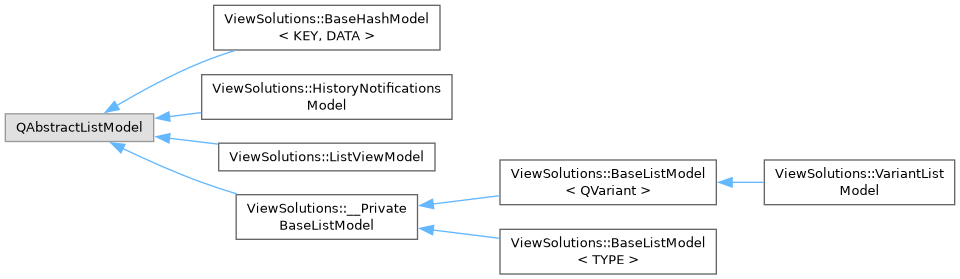 ViewSolutions::BaseHashModel
< KEY, DATA >
ViewSolutions::HistoryNotifications
Model
QAbstractListModel
ViewSolutions::ListViewModel
ViewSolutions::BaseListModel
< QVariant >
ViewSolutions::VariantList
Model
ViewSolutions::__Private
BaseListModel
ViewSolutions::BaseListModel
< TYPE >